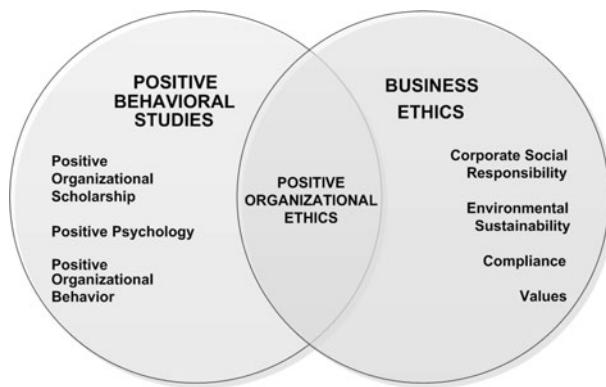 POSITIVE
BEHAVIORAL
STUDIES
Positive
Organizational
Scholarship
Positive Psychology
Positive
Organizational
Behavior
POSITIVE
ORGANIZATIONAL
ETHICS
BUSINESS
ETHICS
Corporate Social
Responsibility
Environmental
Sustainability
Compliance
Values